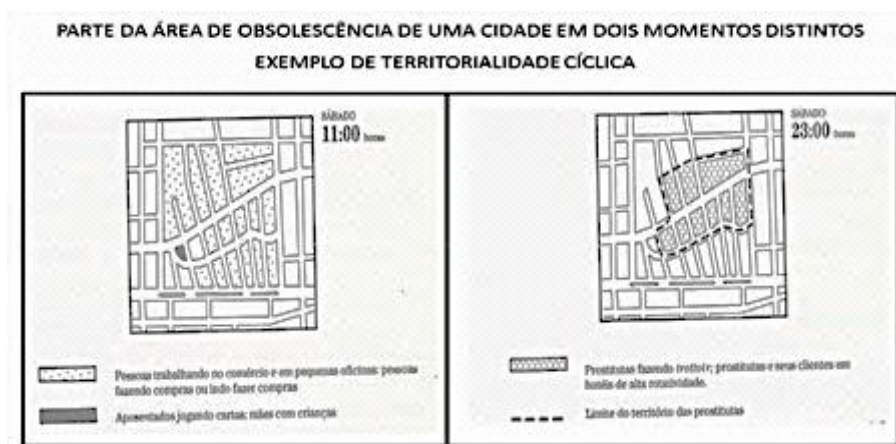 PARTE DA ÁREA DE OBSOLESCÊNCIA DE UMA CIDADE EM DOIS MOMENTOS DISTINTOS
EXEMPLO DE TERRITORIALIDADE CÍCLICA
SÁBADO
11:00 horas
Pessoas trabalhando no comércio e em pequenas oficinas: pessoas
fazendo compras ou indo fazer compras
Aposentados jogando cartas; mães com crianças
SÁBADO
23:00 horas
Prostitutas fazendo trottoir; prostitutas e seus clientes em
hotéis de alta rotatividade.
Limite do território das prostitutas